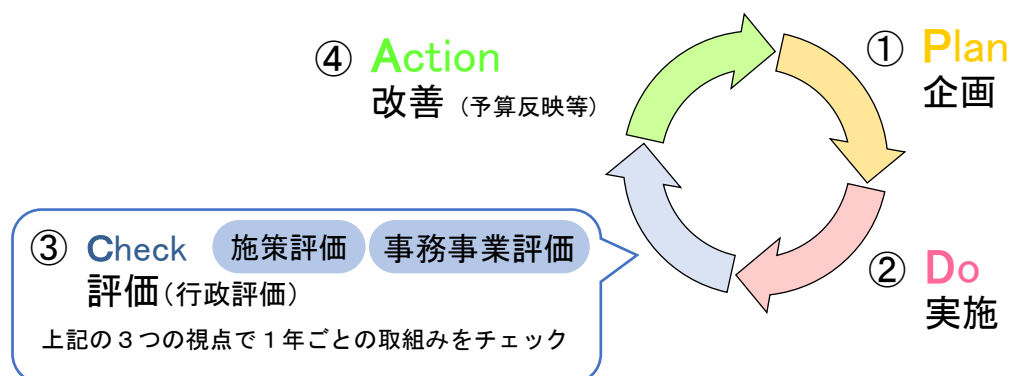 ① Plan
企画
② Do
実施
③ Check 施策評価 事務事業評価
評価(行政評価)
上記の３つの視点で１年ごとの取組みをチェック
④ Action
改善 (予算反映等)